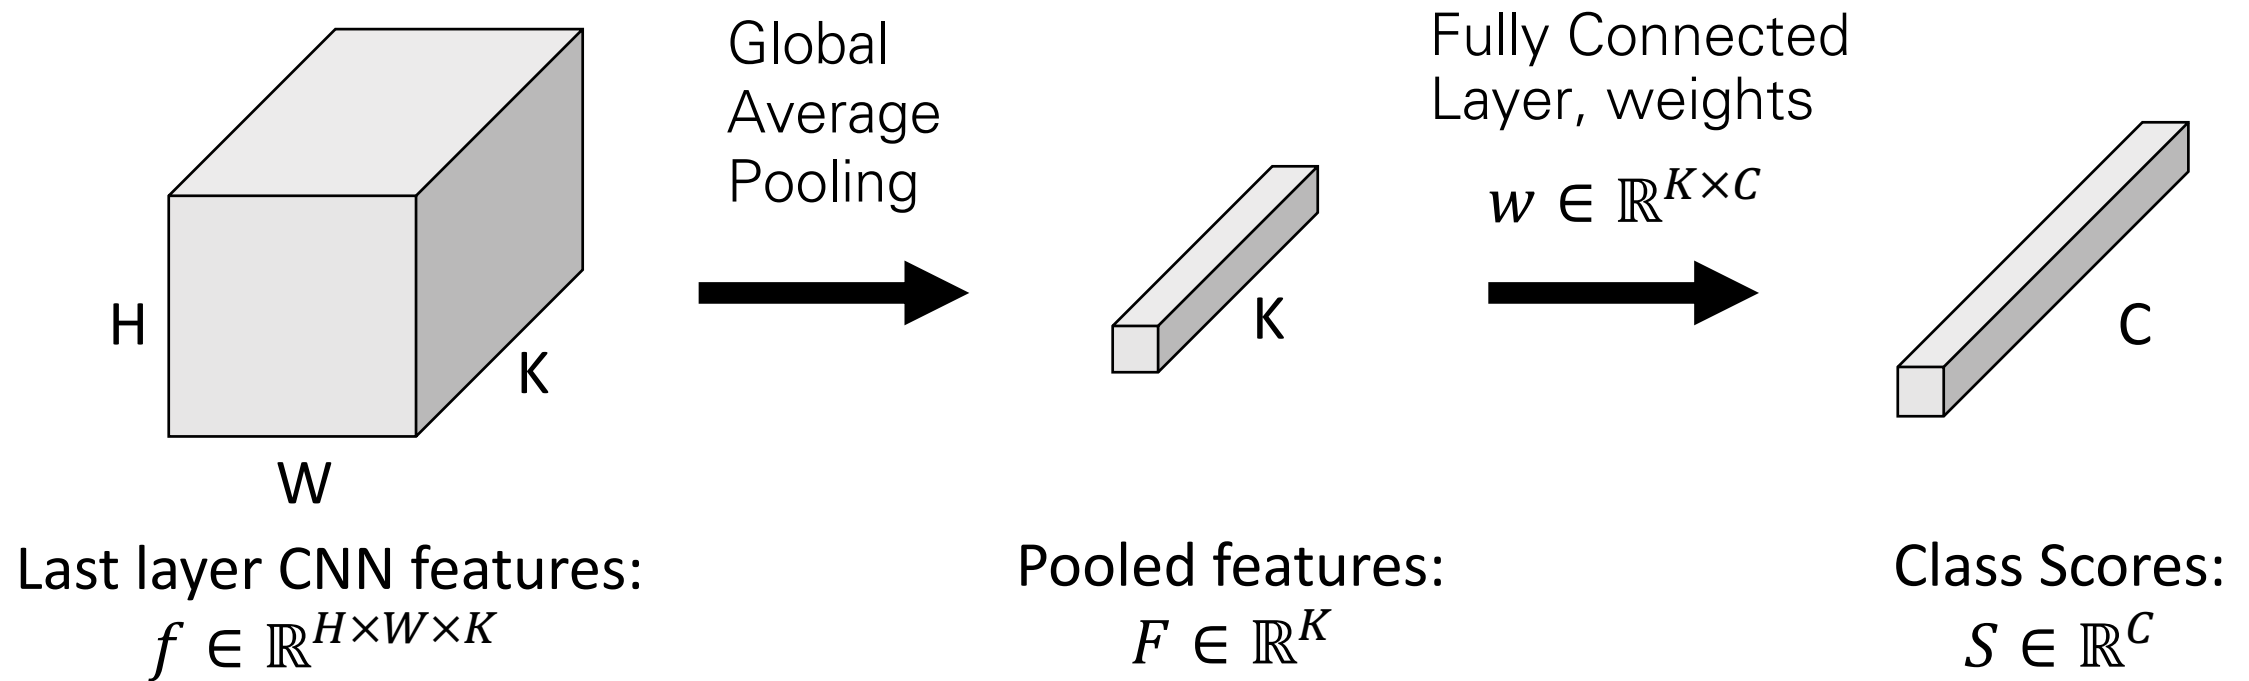 Global
Average
Pooling
Fully Connected
Layer, weights
w ∈ ℝ^{K×C}
H
K
W
K
C
Last layer CNN features:
f ∈ ℝ^{H×W×K}
Pooled features:
F ∈ ℝ^K
Class Scores:
S ∈ ℝ^C